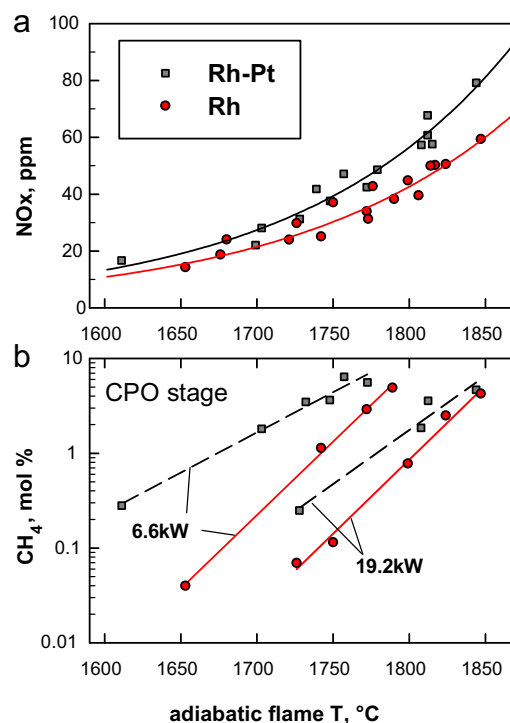 a
100
80
60
40
20
0
NOx, ppm
Rh-Pt
Rh
1600 1650 1700 1750 1800 1850
b
10
1
0.1
0.01
CH₄, mol %
CPO stage
6.6kW
19.2kW
1600 1650 1700 1750 1800 1850
adiabatic flame T, °C